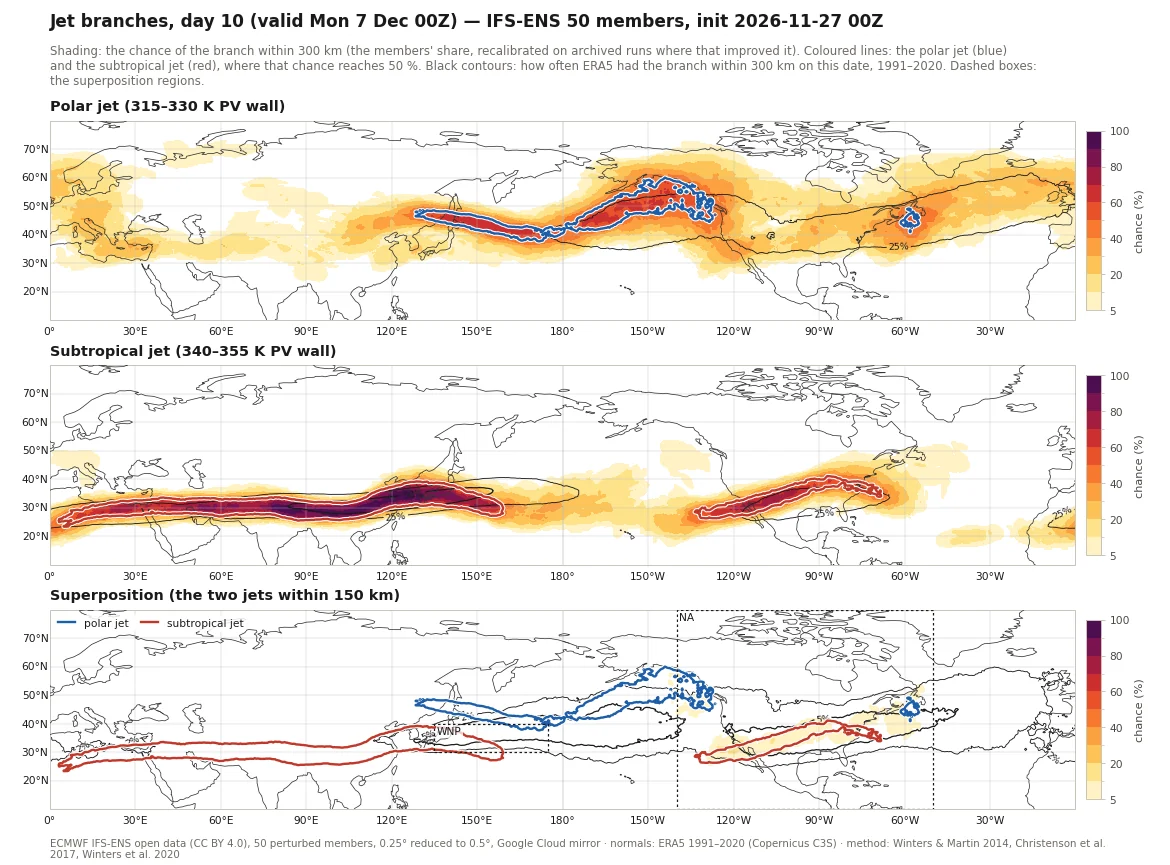 Jet branches, day 10 (valid Mon 7 Dec 00Z) — IFS-ENS 50 members, init 2026-11-27 00Z
Shading: the chance of the branch within 300 km (the members' share, recalibrated on archived runs where that improved it). Coloured lines: the polar jet (blue)
and the subtropical jet (red), where that chance reaches 50 %. Black contours: how often ERA5 had the branch within 300 km on this date, 1991–2020. Dashed boxes:
the superposition regions.
Polar jet (315–330 K PV wall)
70°N
60°N
50°N
40°N
30°N
20°N
25%
0° 30°E 60°E 90°E 120°E 150°E 180° 150°W 120°W 90°W 60°W 30°W
100
80
60
40
20
5
chance (%)
Subtropical jet (340–355 K PV wall)
70°N
60°N
50°N
40°N
30°N
20°N
25%
25%
25%
0° 30°E 60°E 90°E 120°E 150°E 180° 150°W 120°W 90°W 60°W 30°W
100
80
60
40
20
5
chance (%)
Superposition (the two jets within 150 km)
polar jet subtropical jet
NA
WNP
70°N
60°N
50°N
40°N
30°N
20°N
5%
0° 30°E 60°E 90°E 120°E 150°E 180° 150°W 120°W 90°W 60°W 30°W
100
80
60
40
20
5
chance (%)
ECMWF IFS-ENS open data (CC BY 4.0), 50 perturbed members, 0.25° reduced to 0.5°, Google Cloud mirror · normals: ERA5 1991–2020 (Copernicus C3S) · method: Winters & Martin 2014, Christenson et al.
2017, Winters et al. 2020